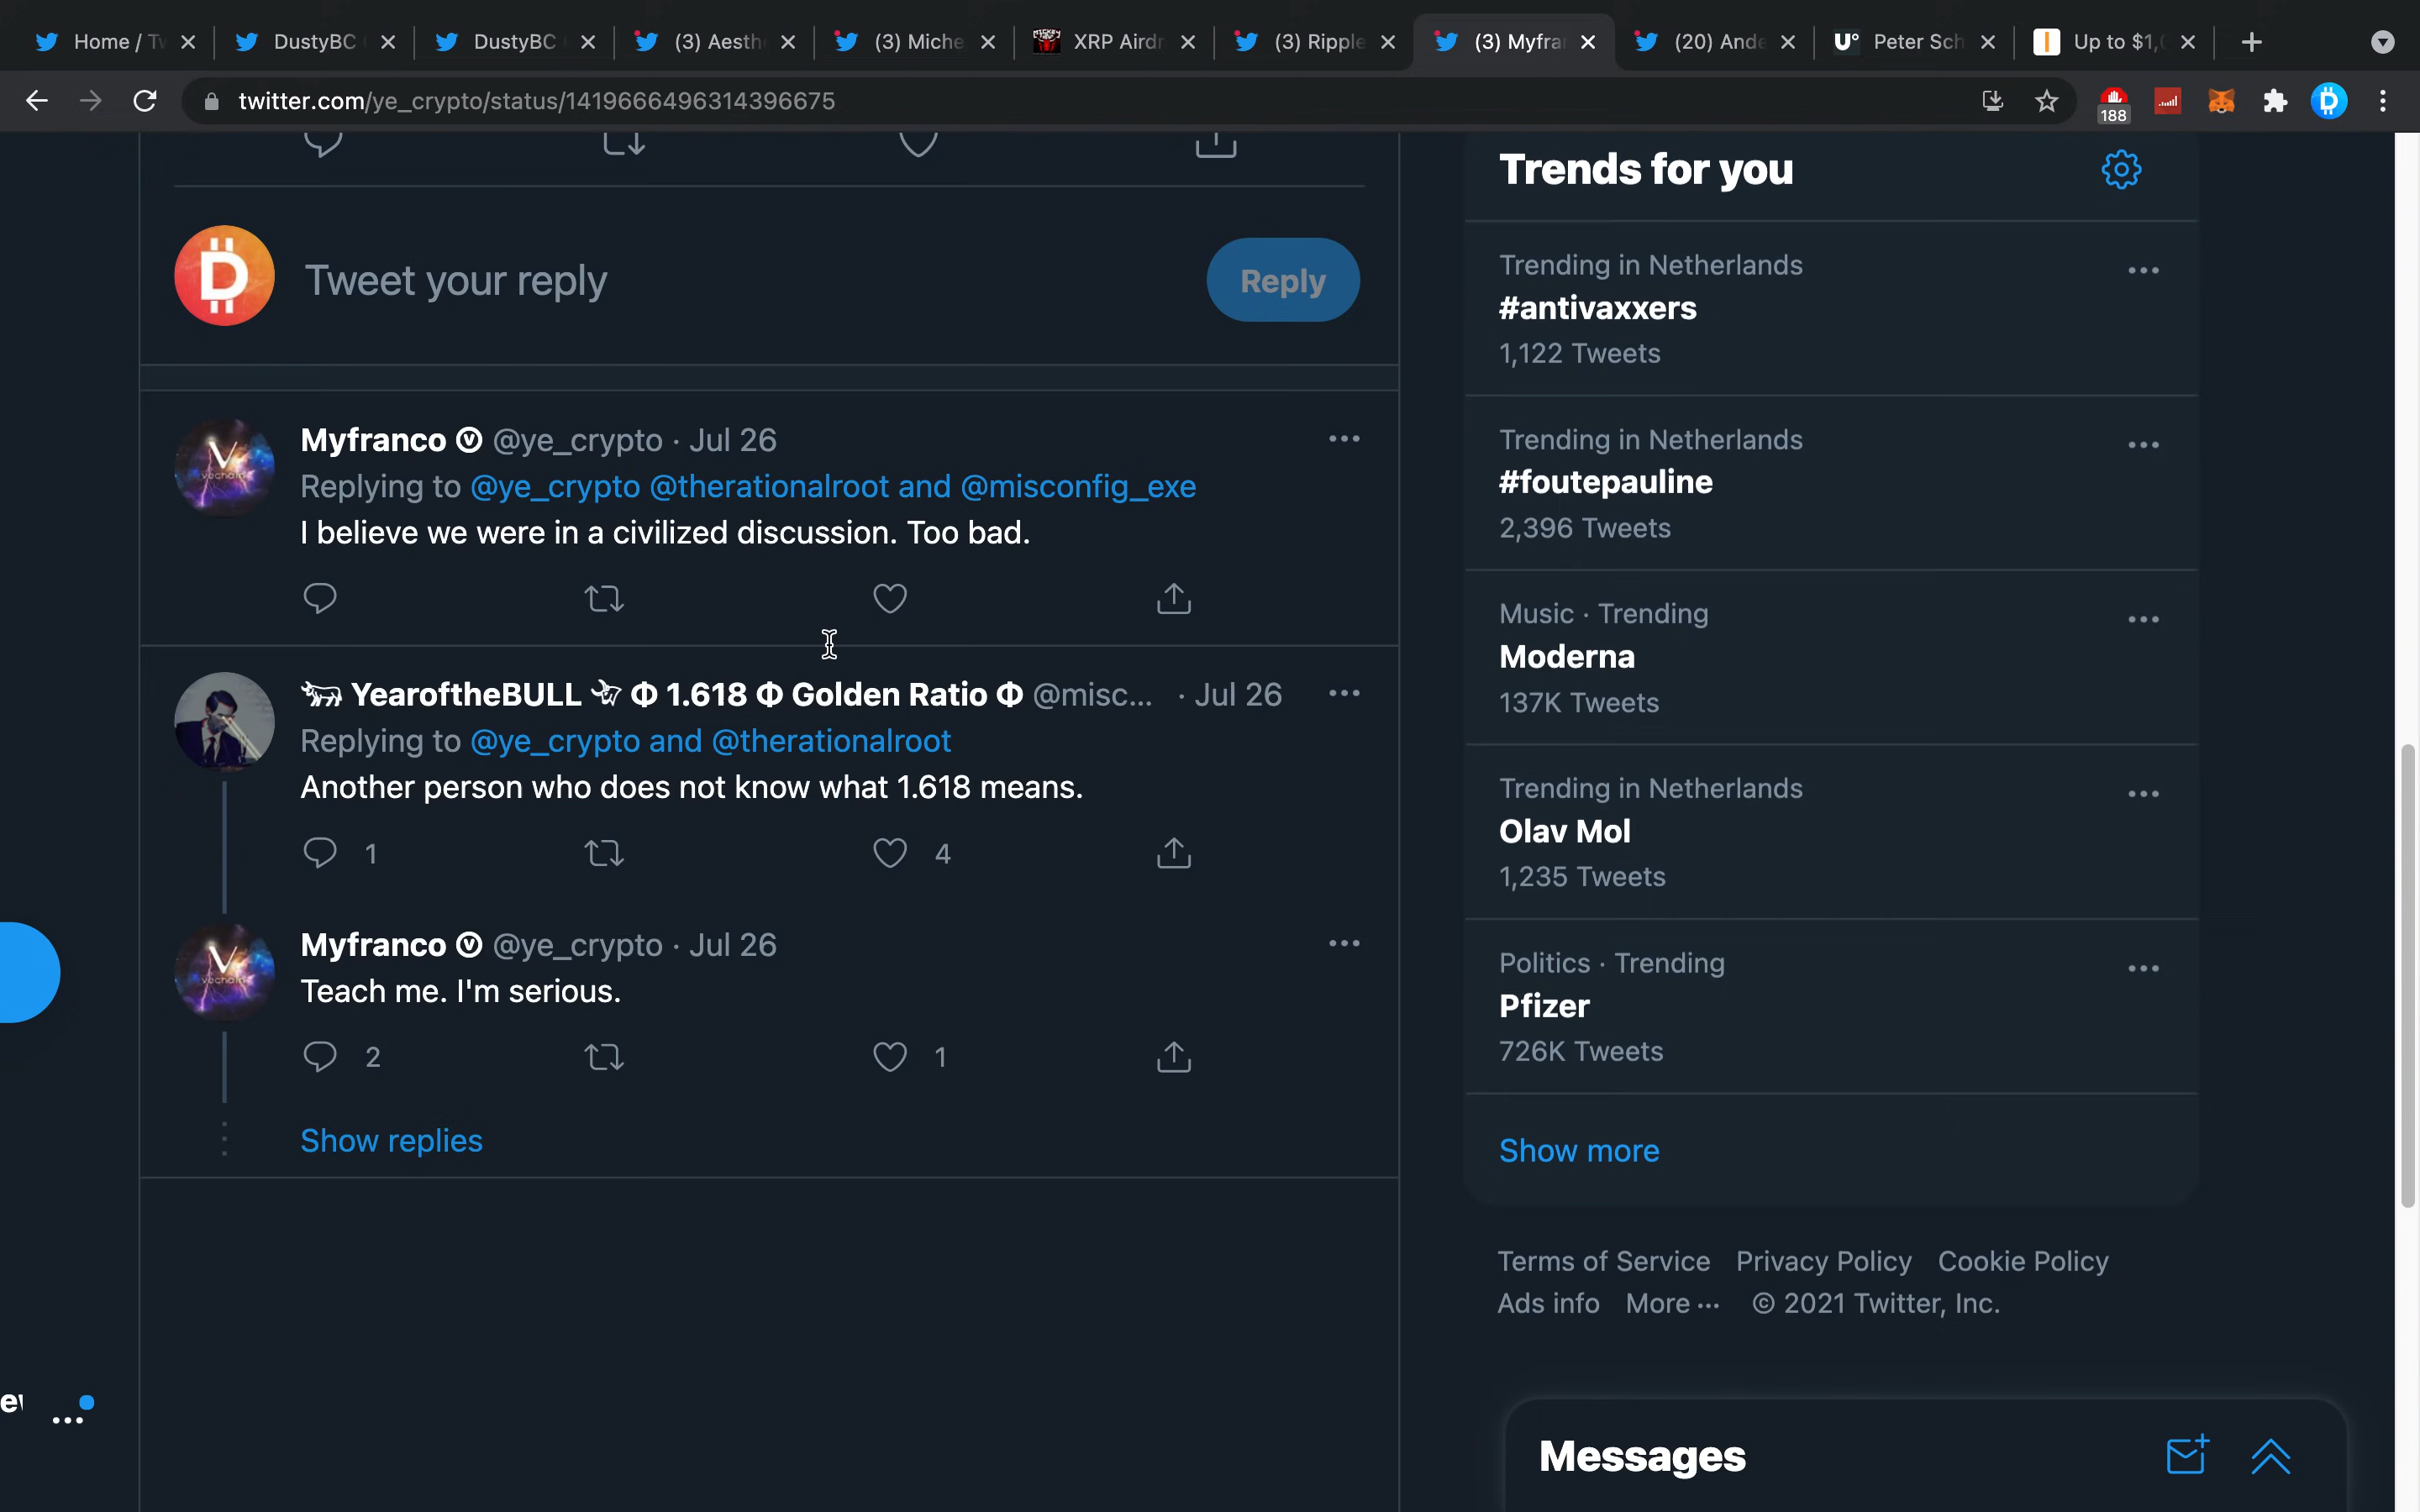 Home / Tw
DustyBC
DustyBC
(3) Aesth
(3) Miche
XRP Airdr
(3) Ripple
(3) Myfran
(20) Ande
U° Peter Sch
Up to $1,0
twitter.com/ye_crypto/status/1419666496314396675
188
Tweet your reply
Reply
Myfranco Ⓥ @ye_crypto · Jul 26
Replying to @ye_crypto @therationalroot and @misconfig_exe
I believe we were in a civilized discussion. Too bad.
🐂 YearoftheBULL 🐮 Φ 1.618 Φ Golden Ratio Φ @misc... · Jul 26
Replying to @ye_crypto and @therationalroot
Another person who does not know what 1.618 means.
1
4
Myfranco Ⓥ @ye_crypto · Jul 26
Teach me. I'm serious.
2
1
Show replies
Trends for you
Trending in Netherlands
#antivaxxers
1,122 Tweets
Trending in Netherlands
#foutepauline
2,396 Tweets
Music · Trending
Moderna
137K Tweets
Trending in Netherlands
Olav Mol
1,235 Tweets
Politics · Trending
Pfizer
726K Tweets
Show more
Terms of Service Privacy Policy Cookie Policy
Ads info More ··· © 2021 Twitter, Inc.
Messages